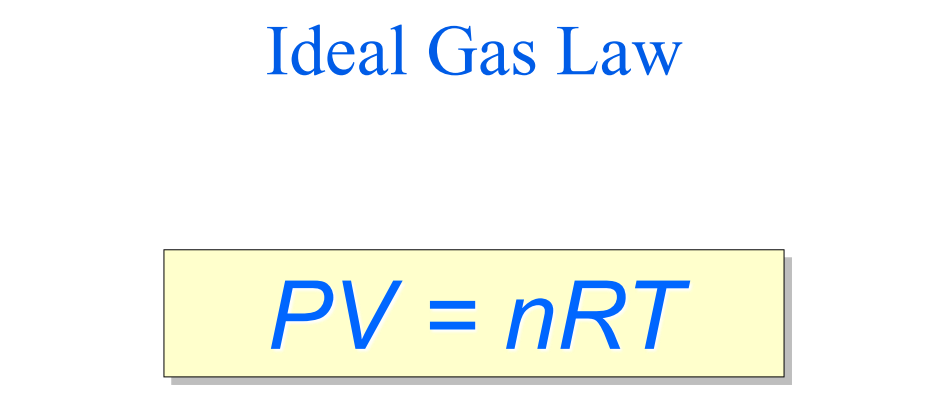 Ideal Gas Law
PV = nRT